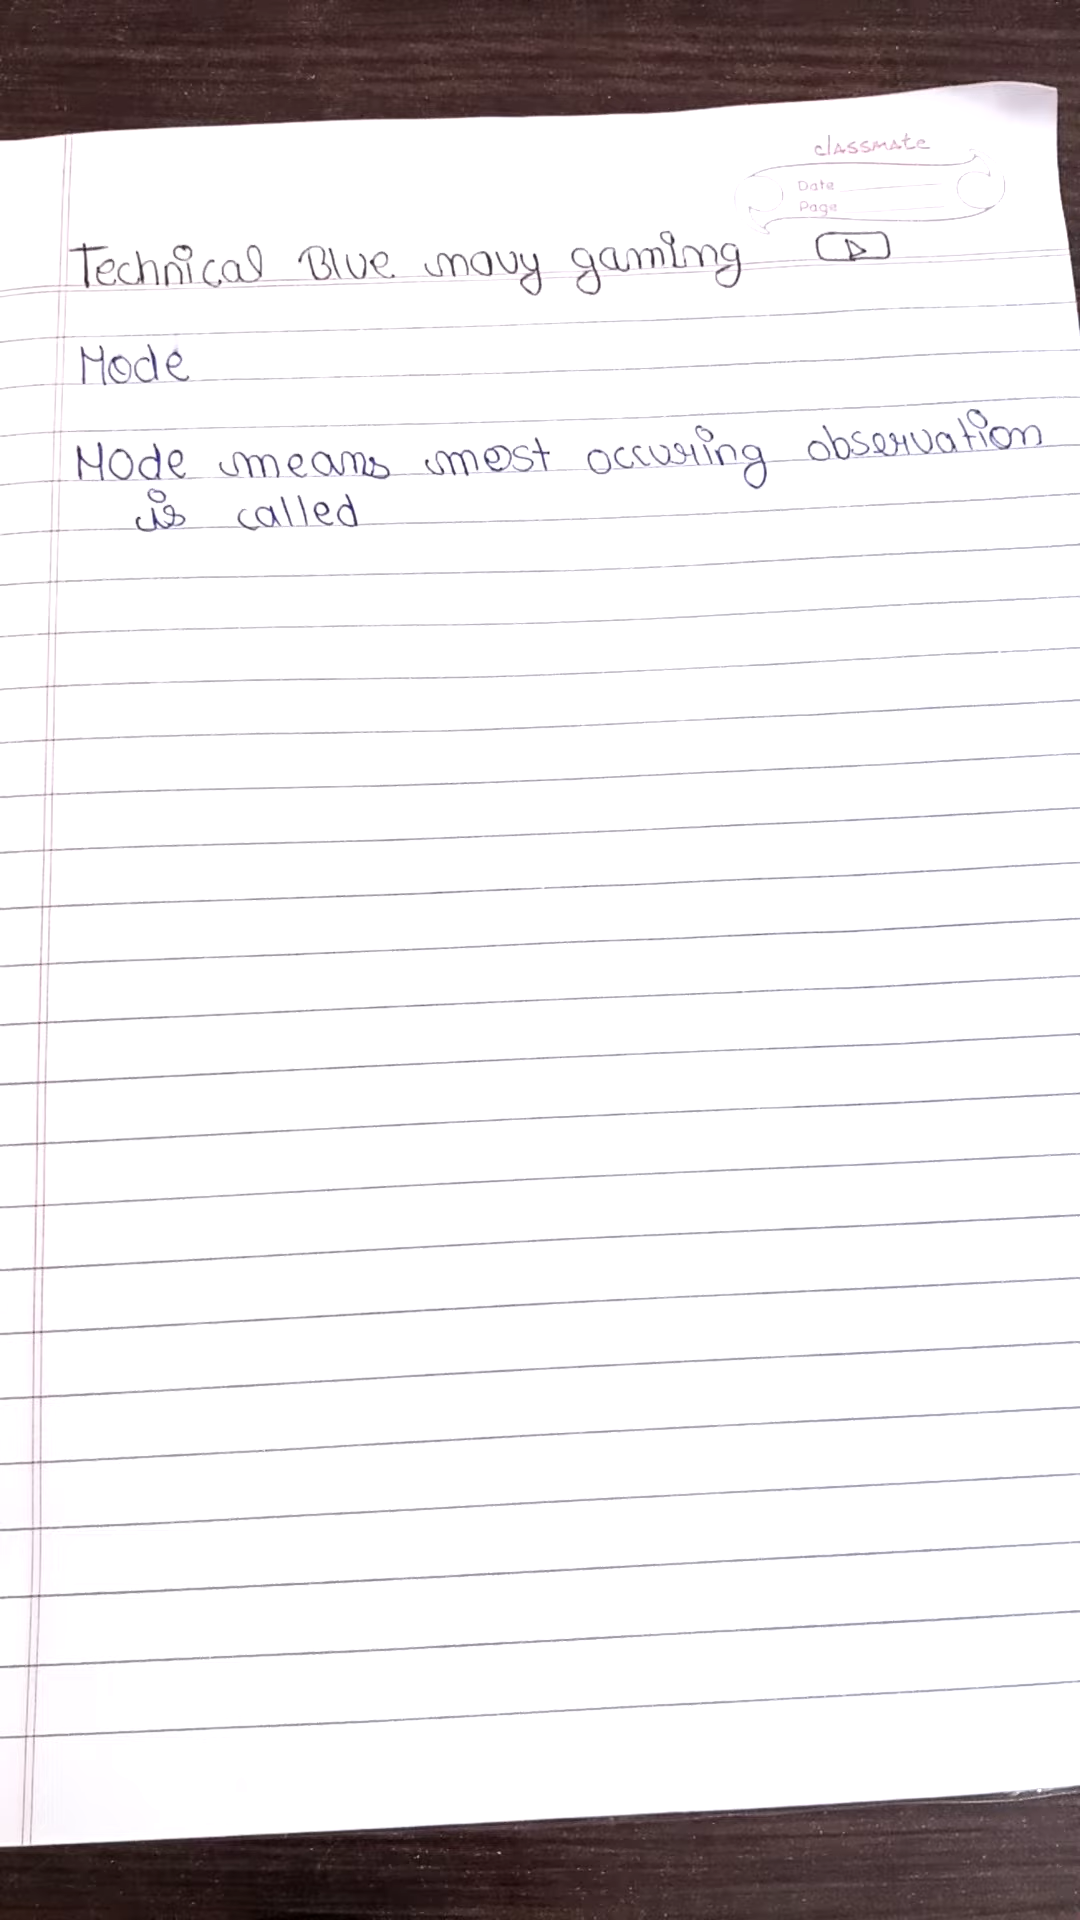 classmate
Date
Page
Technical Blue navy gaming
Mode
Mode means most occuring observation
is called